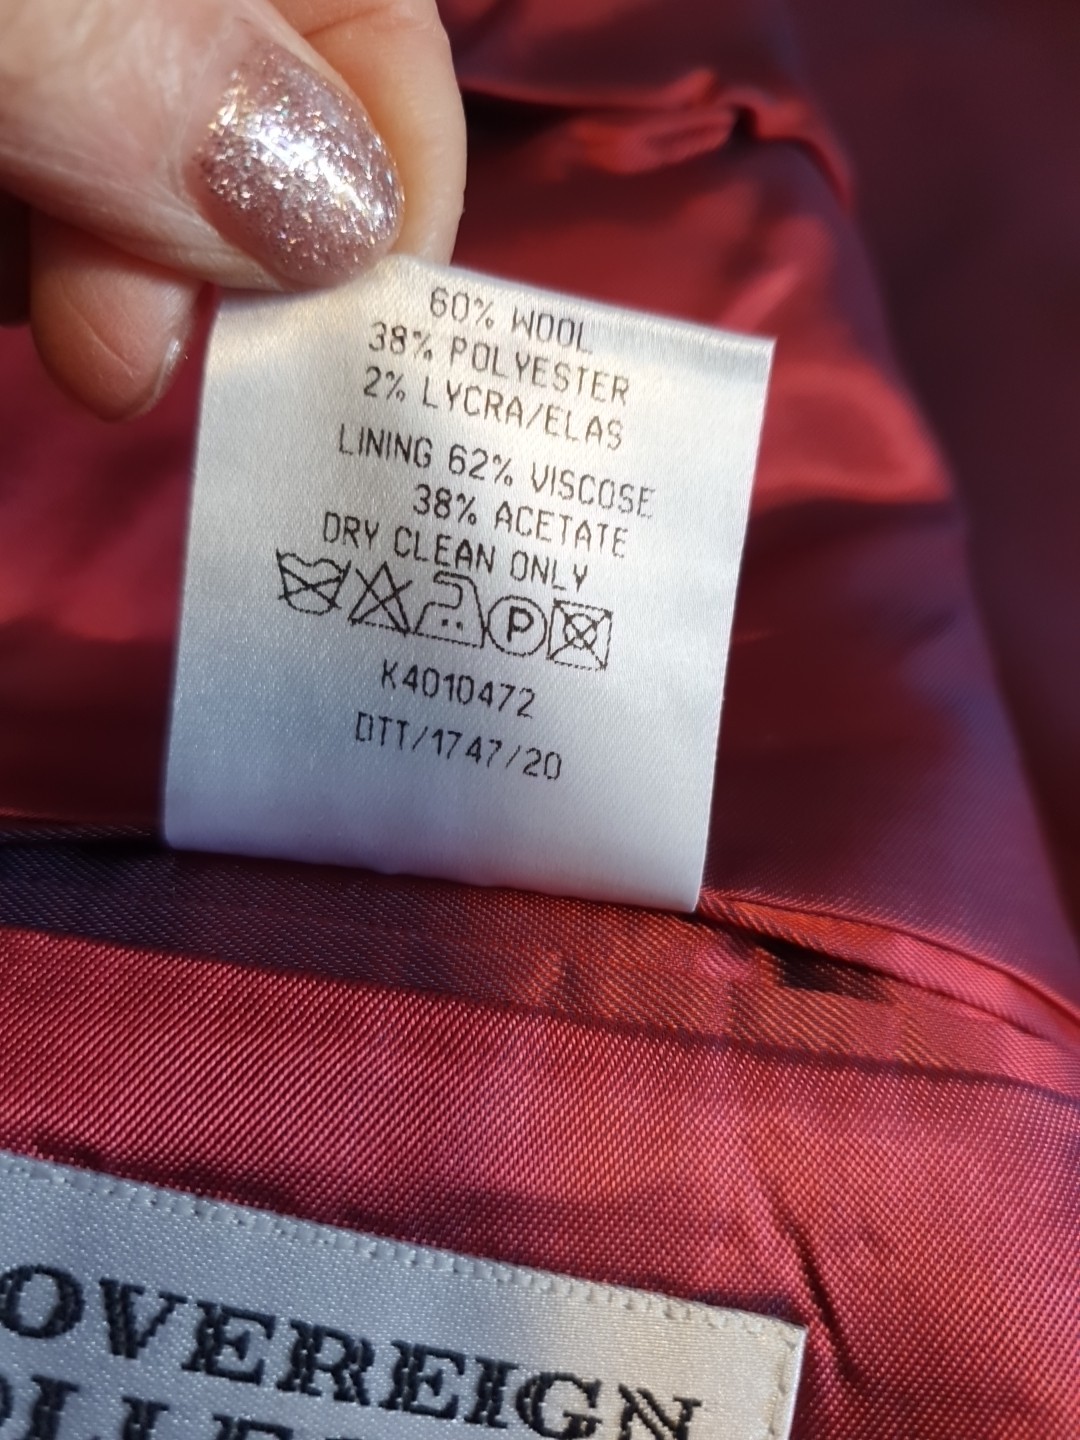 60% WOOL
38% POLYESTER
2% LYCRA/ELAS
LINING 62% VISCOSE
38% ACETATE
DRY CLEAN ONLY
P
K4010472
DTT/1747/20
OVEREIGN